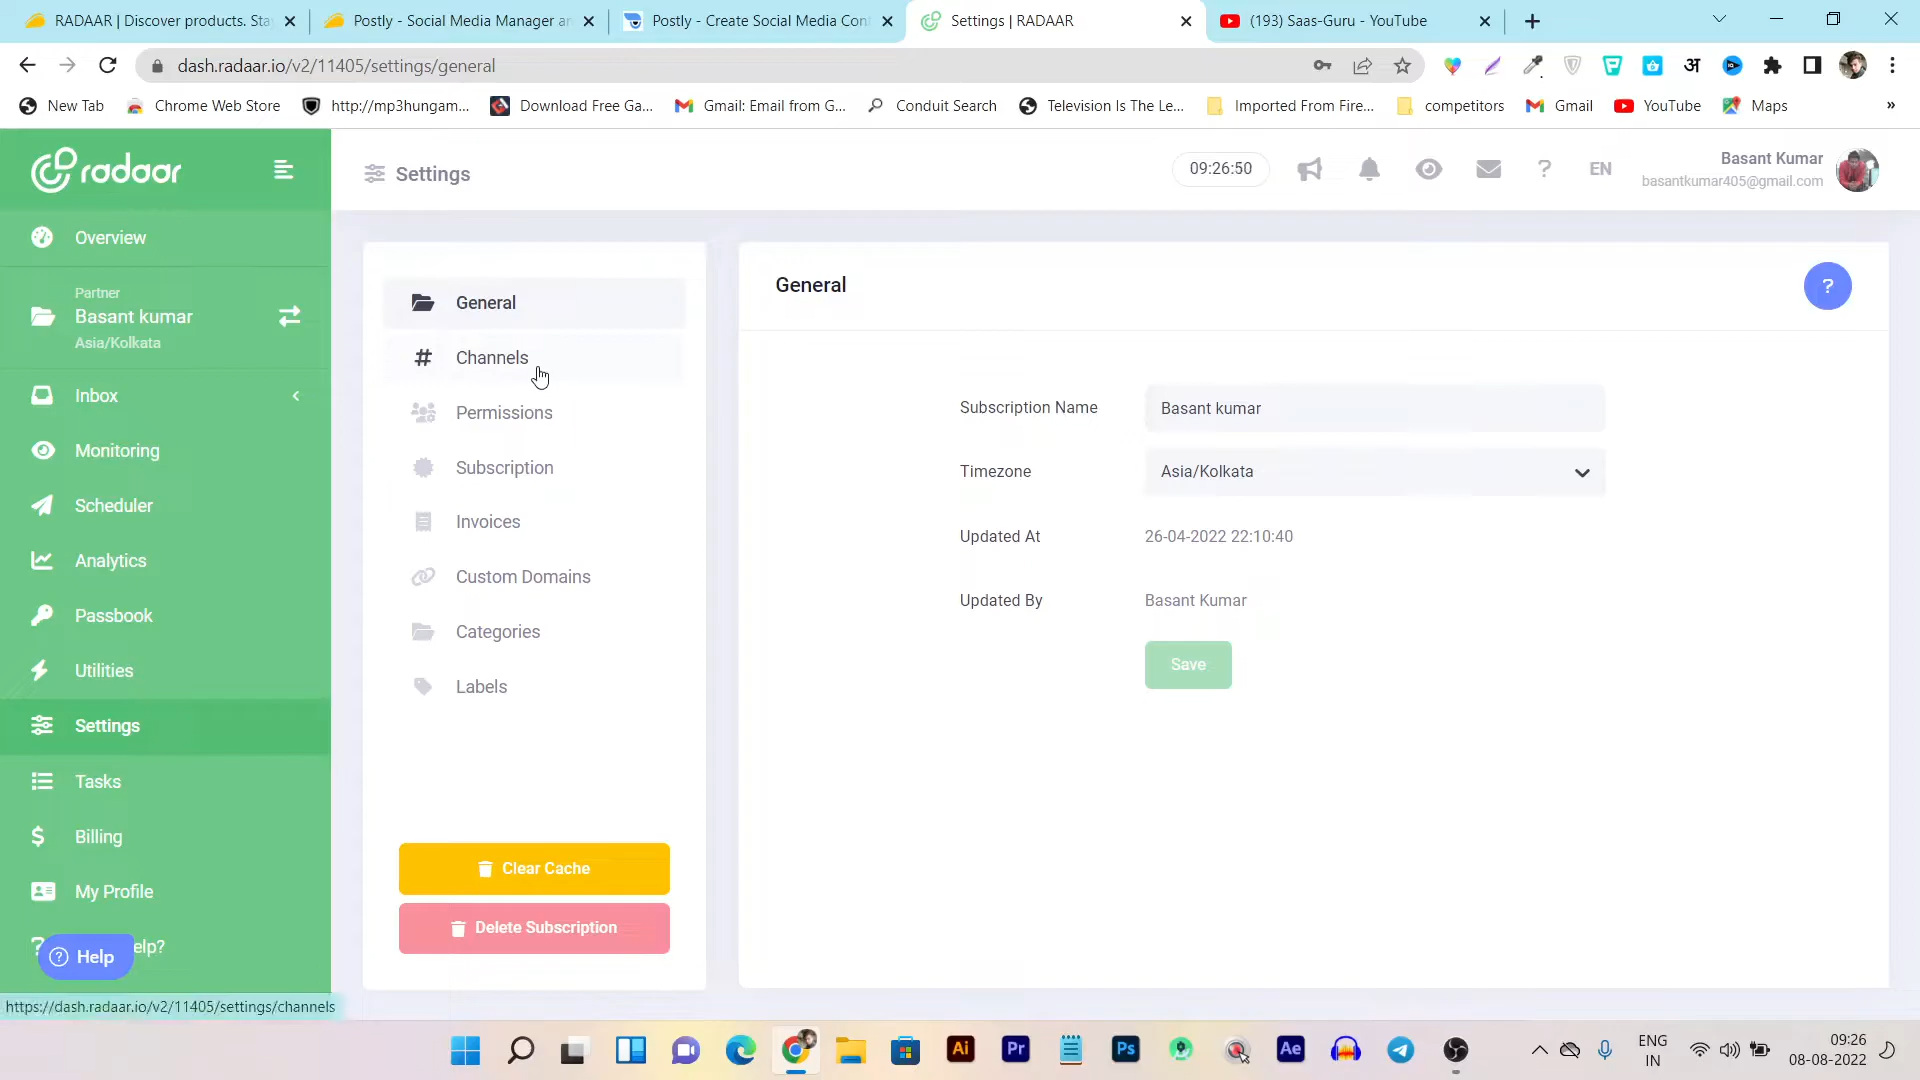 RADAAR | Discover products. Sta
Postly - Social Media Manager an
Postly - Create Social Media Con
Settings | RADAAR
(193) Saas-Guru - YouTube
dash.radaar.io/v2/11405/settings/general
New Tab
Chrome Web Store
http://mp3hungam...
Download Free Ga...
Gmail: Email from G...
Conduit Search
Television Is The Le...
Imported From Fire...
competitors
Gmail
YouTube
Maps
»
radaar
Settings
09:26:50
?
EN
Basant Kumar
basantkumar405@gmail.com
Overview
Partner
Basant kumar
Asia/Kolkata
Inbox
Monitoring
Scheduler
Analytics
Passbook
Utilities
Settings
Tasks
Billing
My Profile
elp?
Help
https://dash.radaar.io/v2/11405/settings/channels
General
Channels
Permissions
Subscription
Invoices
Custom Domains
Categories
Labels
Clear Cache
Delete Subscription
General
?
Subscription Name
Basant kumar
Timezone
Asia/Kolkata
Updated At
26-04-2022 22:10:40
Updated By
Basant Kumar
Save
Ai
Pr
Ps
Ae
ENG
IN
09:26
08-08-2022